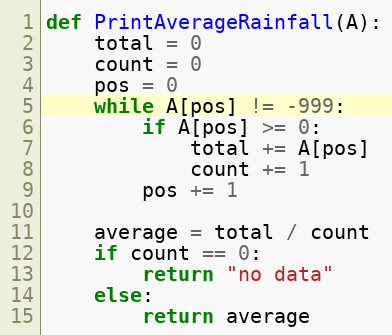 1 def PrintAverageRainfall(A):
2     total = 0
3     count = 0
4     pos = 0
5     while A[pos] != -999:
6         if A[pos] >= 0:
7             total += A[pos]
8             count += 1
9         pos += 1
10
11     average = total / count
12     if count == 0:
13         return "no data"
14     else:
15         return average